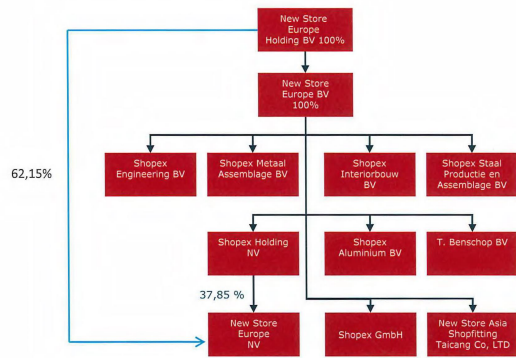 New Store
Europe
Holding BV 100%
New Store
Europe BV
100%
62,15%
Shopex
Engineering BV
Shopex Metaal
Assemblage BV
Shopex
Interiorbouw
BV
Shopex Staal
Productie en
Assemblage BV
Shopex Holding
NV
Shopex
Aluminium BV
T. Benschop BV
37,85 %
New Store
Europe
NV
Shopex GmbH
New Store Asia
Shopfitting
Taicang Co, LTD